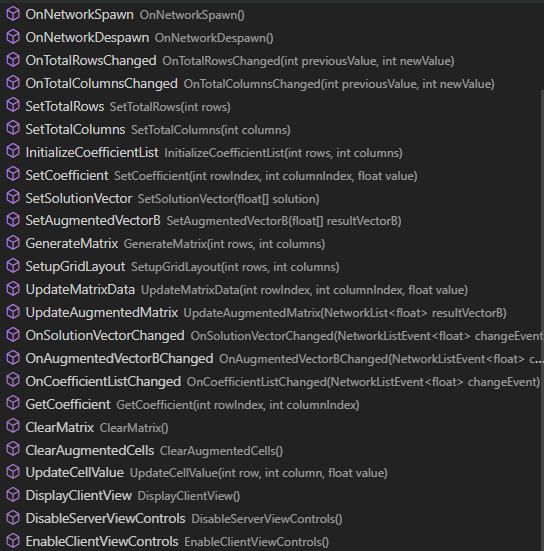 OnNetworkSpawn OnNetworkSpawn()
OnNetworkDespawn OnNetworkDespawn()
OnTotalRowsChanged OnTotalRowsChanged(int previousValue, int newValue)
OnTotalColumnsChanged OnTotalColumnsChanged(int previousValue, int newValue)
SetTotalRows SetTotalRows(int rows)
SetTotalColumns SetTotalColumns(int columns)
InitializeCoefficientList InitializeCoefficientList(int rows, int columns)
SetCoefficient SetCoefficient(int rowIndex, int columnIndex, float value)
SetSolutionVector SetSolutionVector(float[] solution)
SetAugmentedVectorB SetAugmentedVectorB(float[] resultVectorB)
GenerateMatrix GenerateMatrix(int rows, int columns)
SetupGridLayout SetupGridLayout(int rows, int columns)
UpdateMatrixData UpdateMatrixData(int rowIndex, int columnIndex, float value)
UpdateAugmentedMatrix UpdateAugmentedMatrix(NetworkList<float> resultVectorB)
OnSolutionVectorChanged OnSolutionVectorChanged(NetworkListEvent<float> changeEvent
OnAugmentedVectorBChanged OnAugmentedVectorBChanged(NetworkListEvent<float> c...
OnCoefficientListChanged OnCoefficientListChanged(NetworkListEvent<float> changeEvent)
GetCoefficient GetCoefficient(int rowIndex, int columnIndex)
ClearMatrix ClearMatrix()
ClearAugmentedCells ClearAugmentedCells()
UpdateCellValue UpdateCellValue(int row, int column, float value)
DisplayClientView DisplayClientView()
DisableServerViewControls DisableServerViewControls()
EnableClientViewControls EnableClientViewControls()